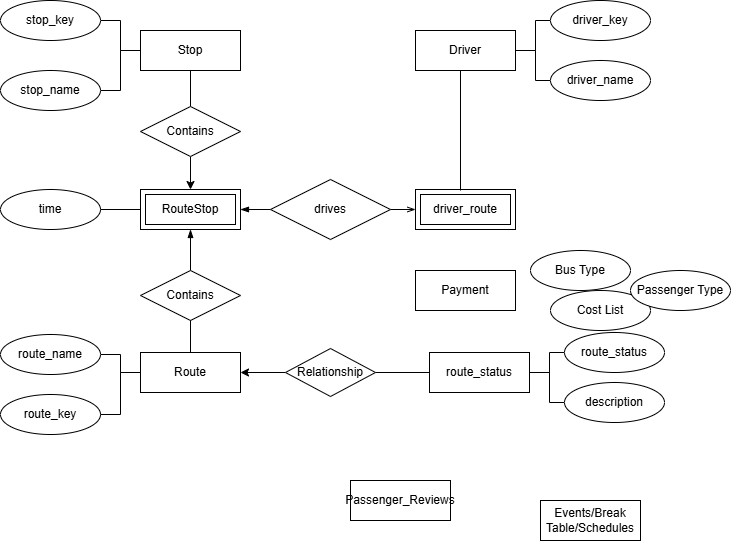 stop_key
Stop
stop_name
Driver
driver_key
driver_name
Contains
time
RouteStop
drives
driver_route
Contains
Payment
Bus Type
Passenger Type
Cost List
route_name
Route
route_key
Relationship
route_status
route_status
description
Passenger_Reviews
Events/Break
Table/Schedules